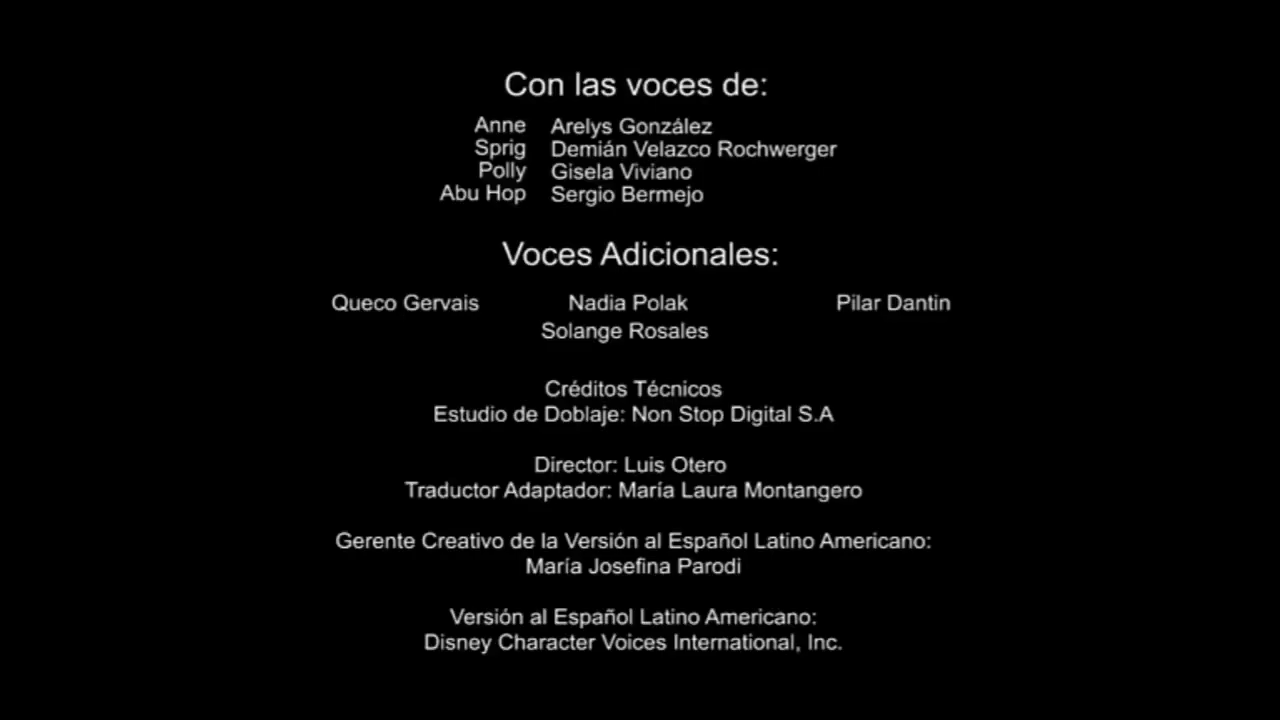 Con las voces de:
Anne Arelys González
Sprig Demián Velazco Rochwerger
Polly Gisela Viviano
Abu Hop Sergio Bermejo
Voces Adicionales:
Queco Gervais Nadia Polak Pilar Dantin
Solange Rosales
Créditos Técnicos
Estudio de Doblaje: Non Stop Digital S.A
Director: Luis Otero
Traductor Adaptador: María Laura Montangero
Gerente Creativo de la Versión al Español Latino Americano:
María Josefina Parodi
Versión al Español Latino Americano:
Disney Character Voices International, Inc.